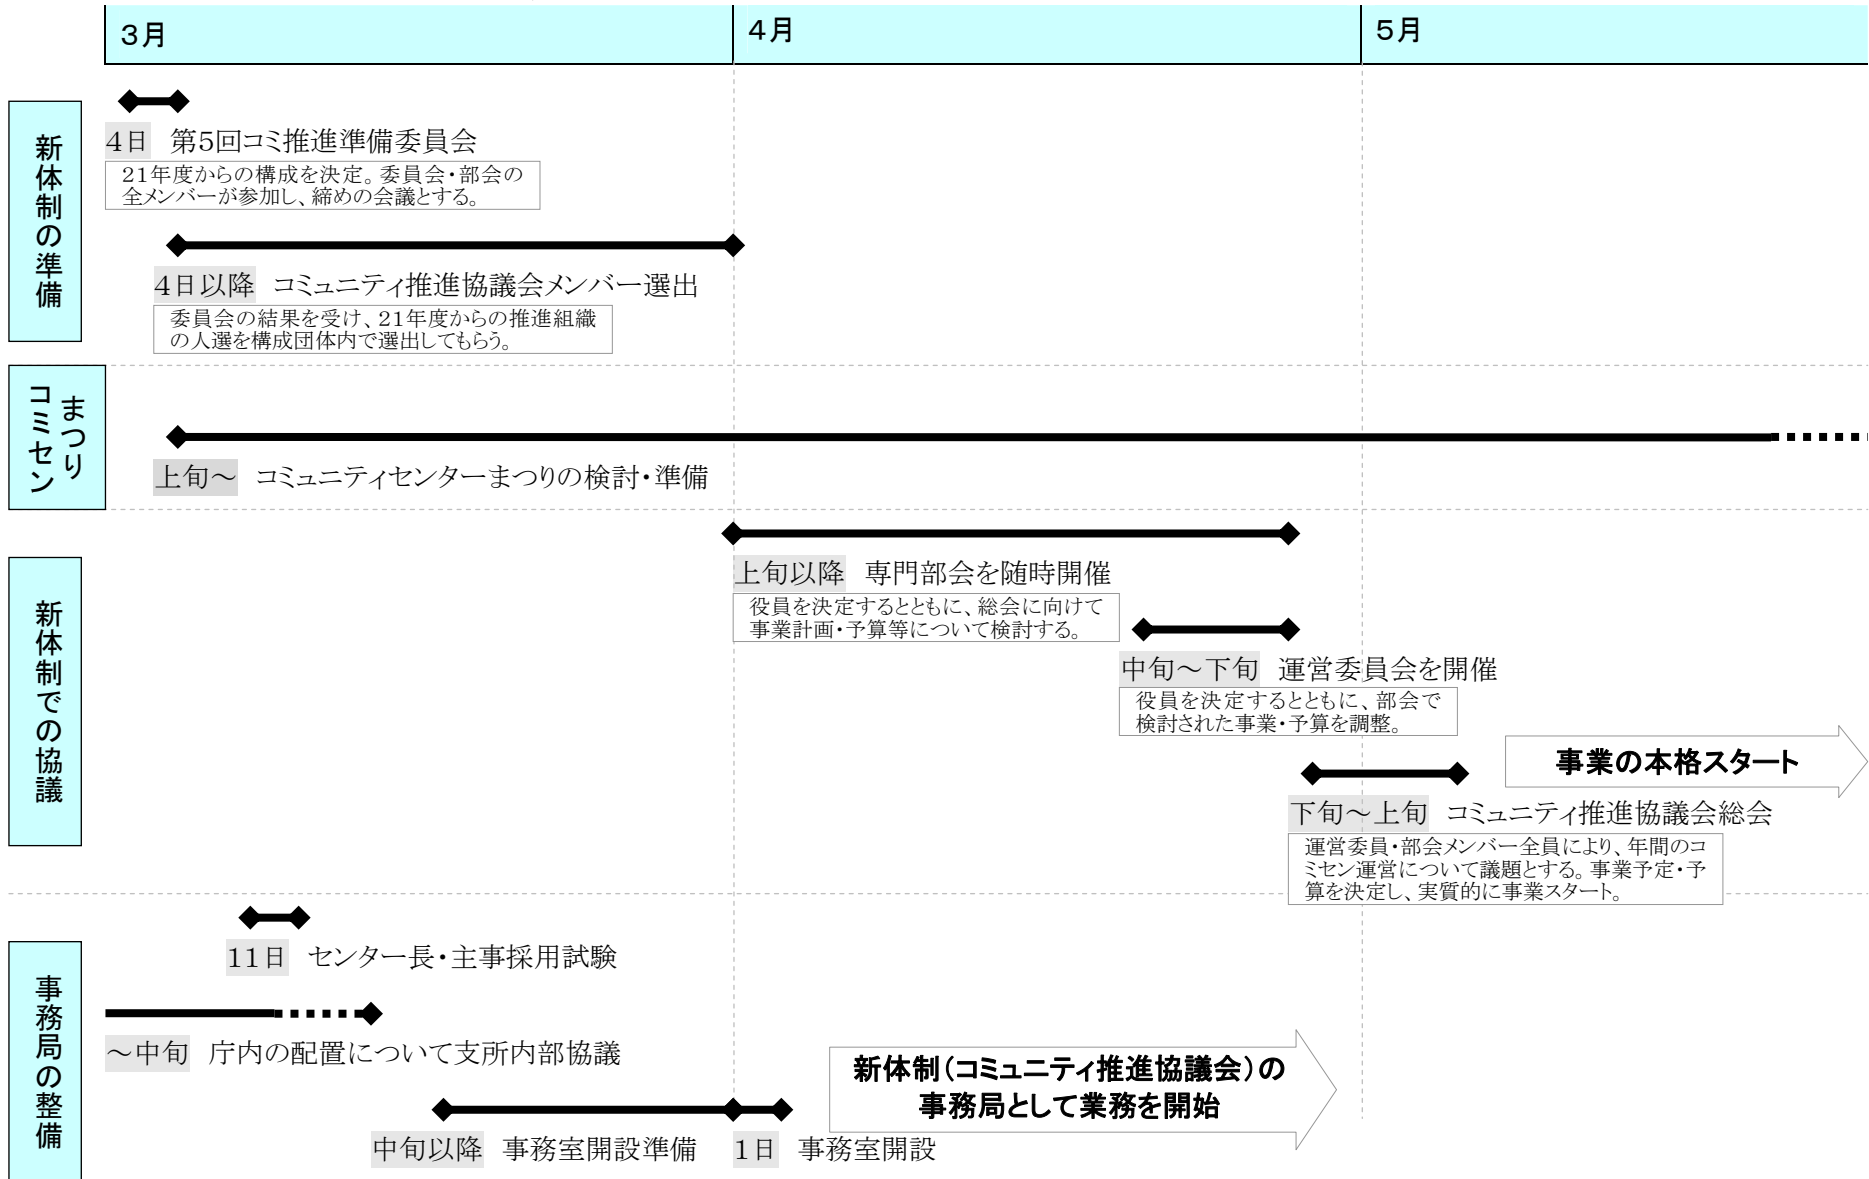 3月
4月
5月
新体制の準備
4日 第5回コミ推進準備委員会
21年度からの構成を決定。委員会・部会の
全メンバーが参加し、締めの会議とする。
4日以降 コミュニティ推進協議会メンバー選出
委員会の結果を受け、21年度からの推進組織
の人選を構成団体内で選出してもらう。
コミセン
まつり
上旬～ コミュニティセンターまつりの検討・準備
新体制での協議
上旬以降 専門部会を随時開催
役員を決定するとともに、総会に向けて
事業計画・予算等について検討する。
中旬～下旬 運営委員会を開催
役員を決定するとともに、部会で
検討された事業・予算を調整。
事業の本格スタート
下旬～上旬 コミュニティ推進協議会総会
運営委員・部会メンバー全員により、年間のコ
ミセン運営について議題とする。事業予定・予
算を決定し、実質的に事業スタート。
事務局の整備
11日 センター長・主事採用試験
～中旬 庁内の配置について支所内部協議
新体制（コミュニティ推進協議会）の
事務局として業務を開始
中旬以降 事務室開設準備
1日 事務室開設